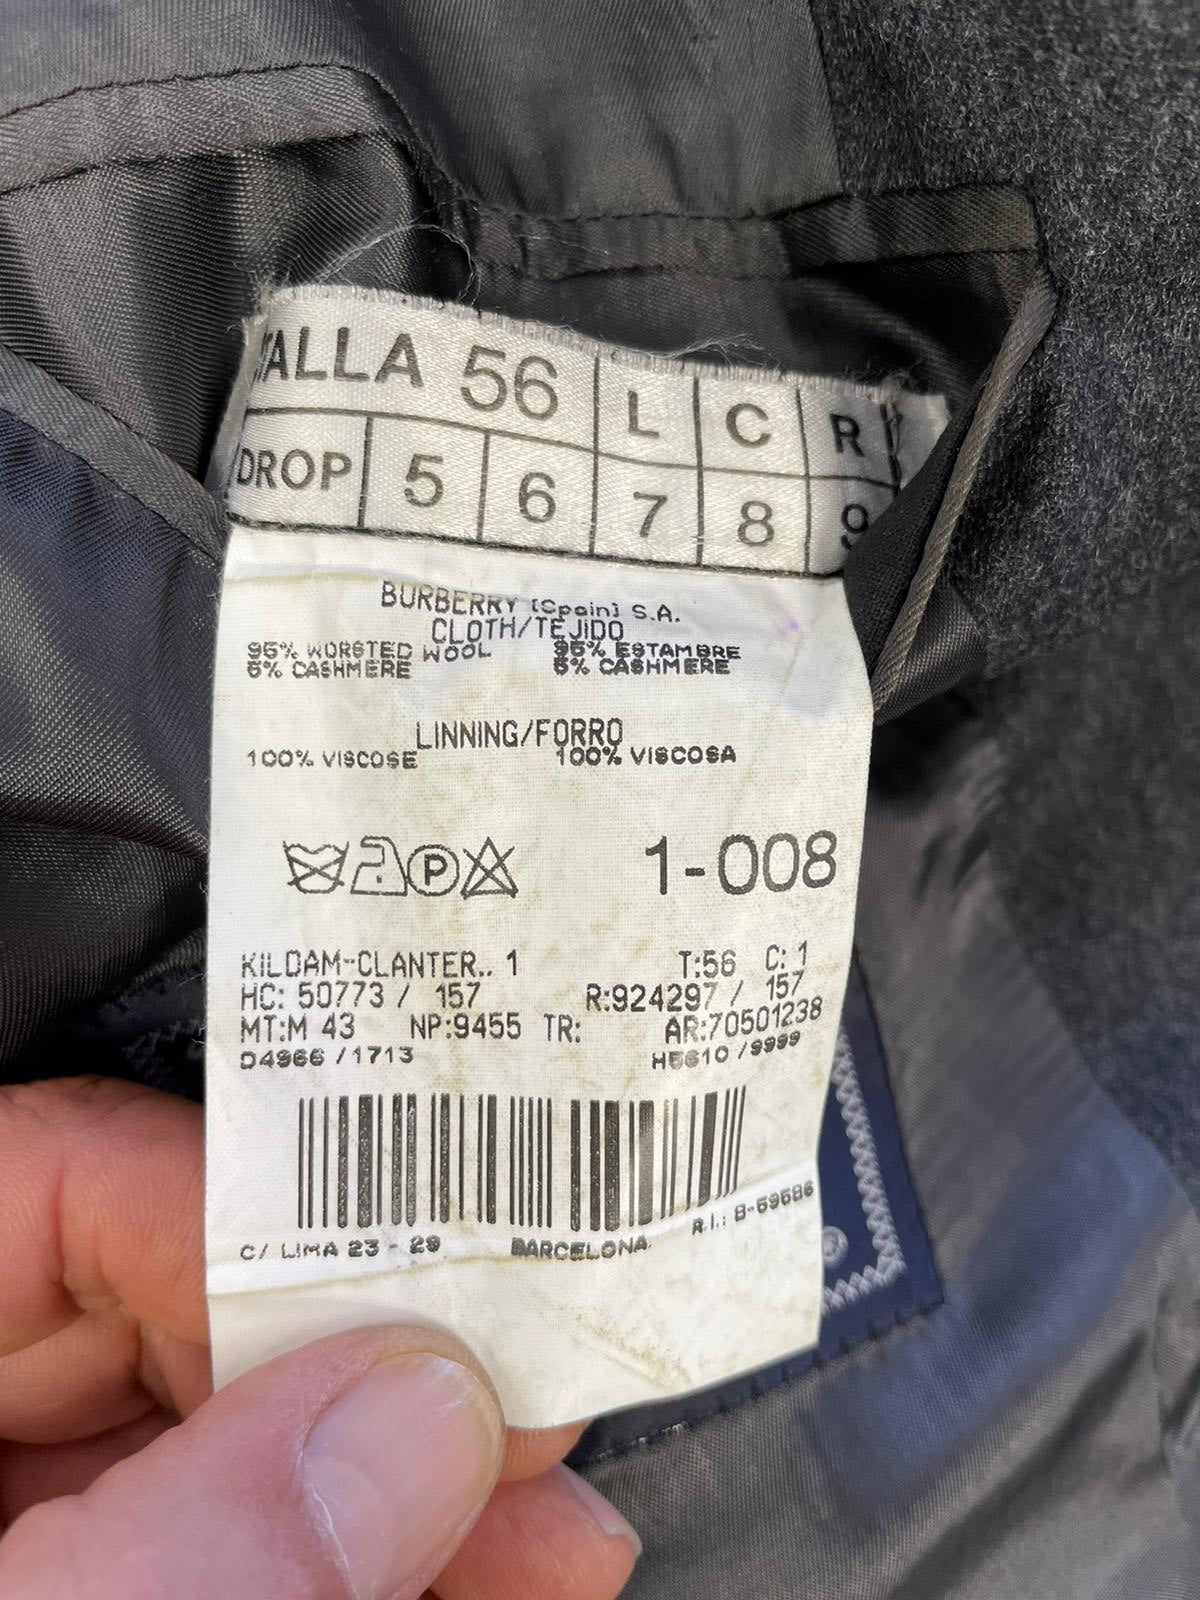 TALLA 56 L C R
DROP 5 6 7 8 9
BURBERRY (Spain) S.A.
CLOTH/TEJIDO
95% WORSTED WOOL 95% ESTAMBRE
5% CASHMERE 5% CASHMERE
LINNING/FORRO
100% VISCOSE 100% VISCOSA
P 1-008
KILDAM-CLANTER.. 1 T:56 C: 1
HC: 50773 / 157 R:924297 / 157
MT:M 43 NP:9455 TR: AR:70501238
D4966 /1713 H5610 /9999
C/ LIMA 23 - 29 BARCELONA R.I.: B-59586
®